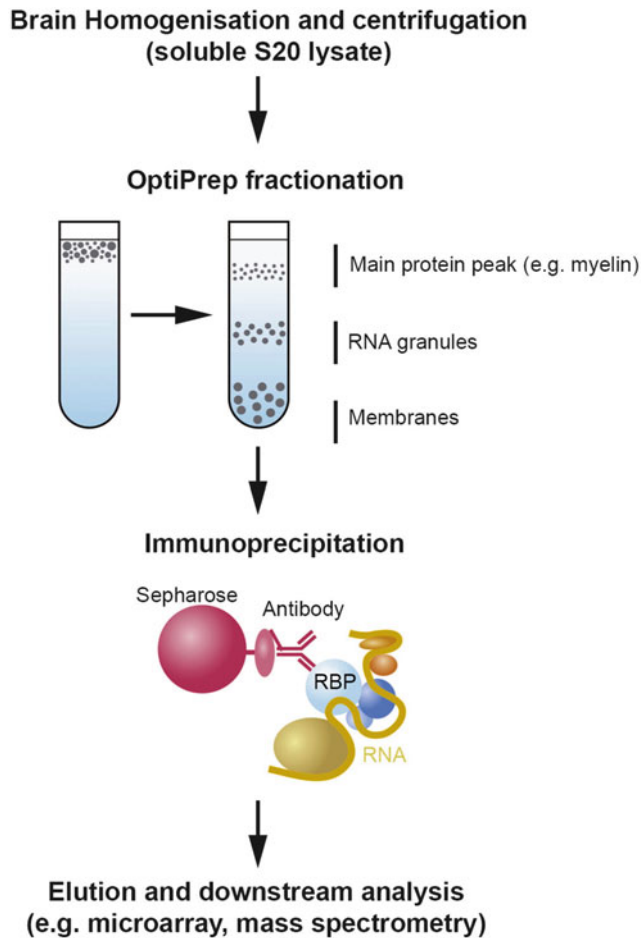 Brain Homogenisation and centrifugation
(soluble S20 lysate)
OptiPrep fractionation
Main protein peak (e.g. myelin)
RNA granules
Membranes
Immunoprecipitation
Sepharose
Antibody
RBP
RNA
Elution and downstream analysis
(e.g. microarray, mass spectrometry)